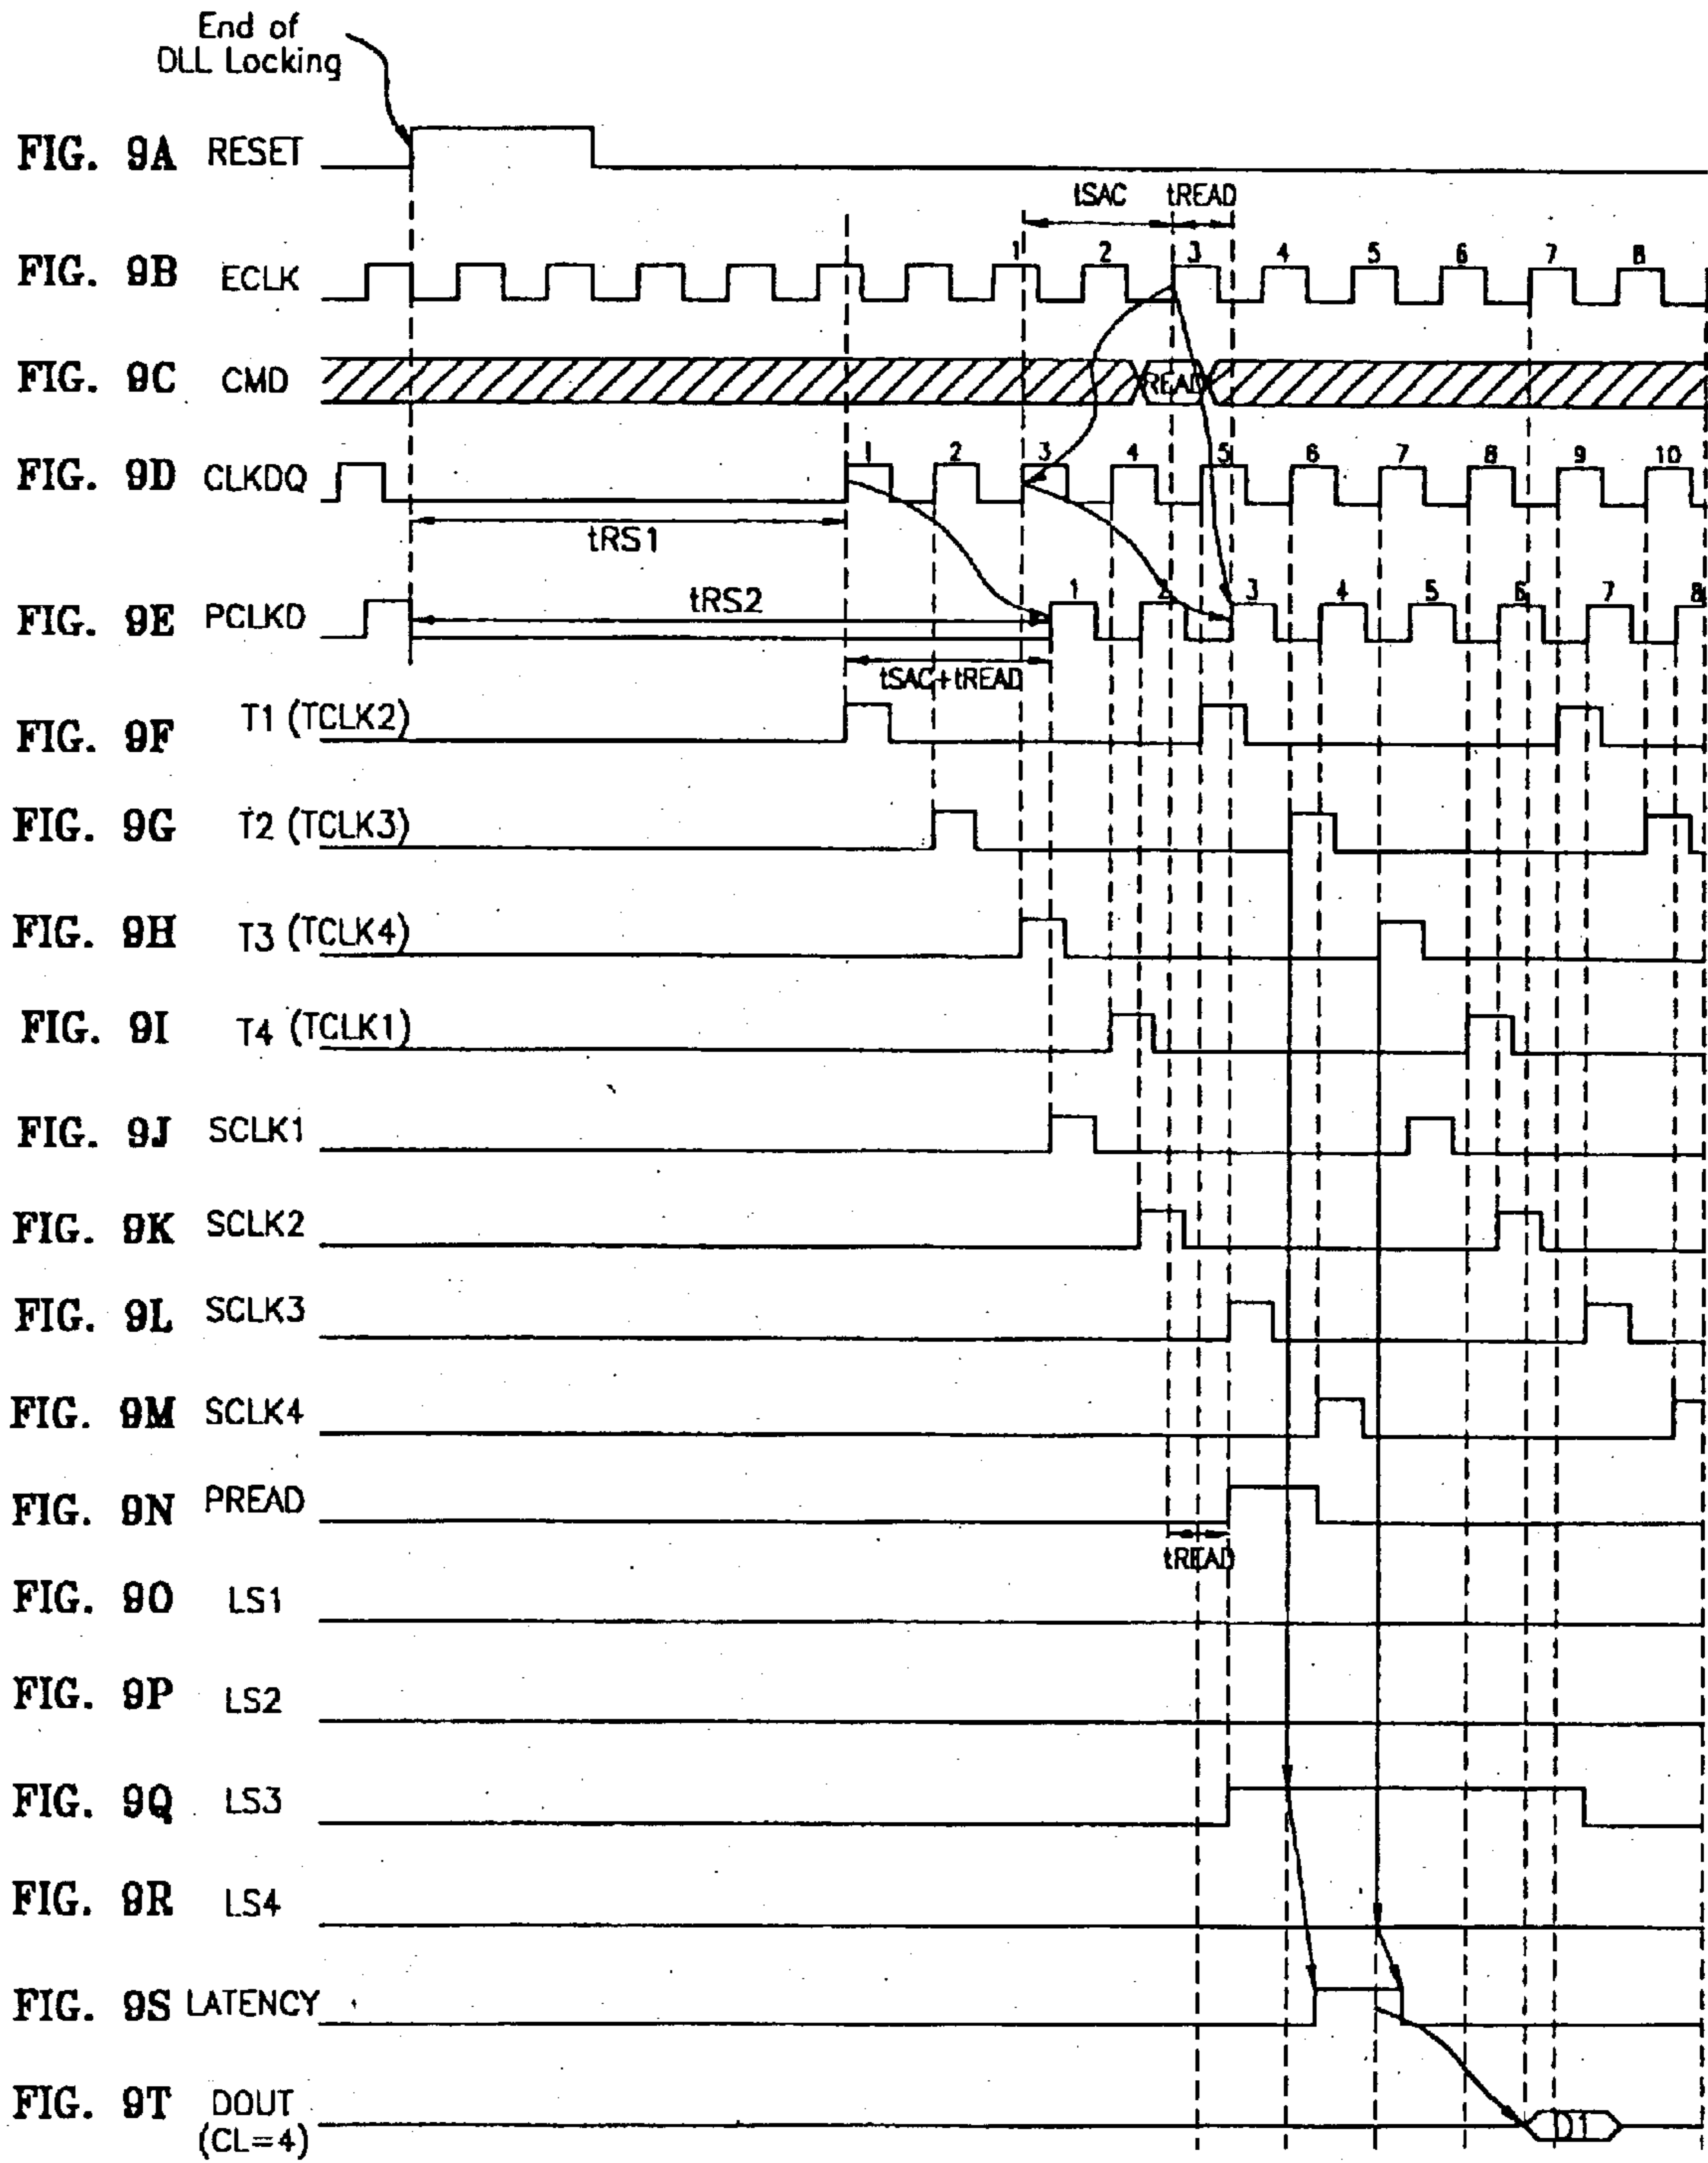 End of
DLL Locking
FIG. 9A RESET
tSAC tREAD
1 2 3 4 5 6 7 8
FIG. 9B ECLK
FIG. 9C CMD READ
1 2 3 4 5 6 7 8 9 10
FIG. 9D CLKDQ
tRS1
1 2 3 4 5 6 7 8
FIG. 9E PCLKD tRS2
tSAC+tREAD
FIG. 9F T1 (TCLK2)
FIG. 9G T2 (TCLK3)
FIG. 9H T3 (TCLK4)
FIG. 9I T4 (TCLK1)
FIG. 9J SCLK1
FIG. 9K SCLK2
FIG. 9L SCLK3
FIG. 9M SCLK4
FIG. 9N PREAD
tREAD
FIG. 9O LS1
FIG. 9P LS2
FIG. 9Q LS3
FIG. 9R LS4
FIG. 9S LATENCY
FIG. 9T DOUT
(CL=4)
D1